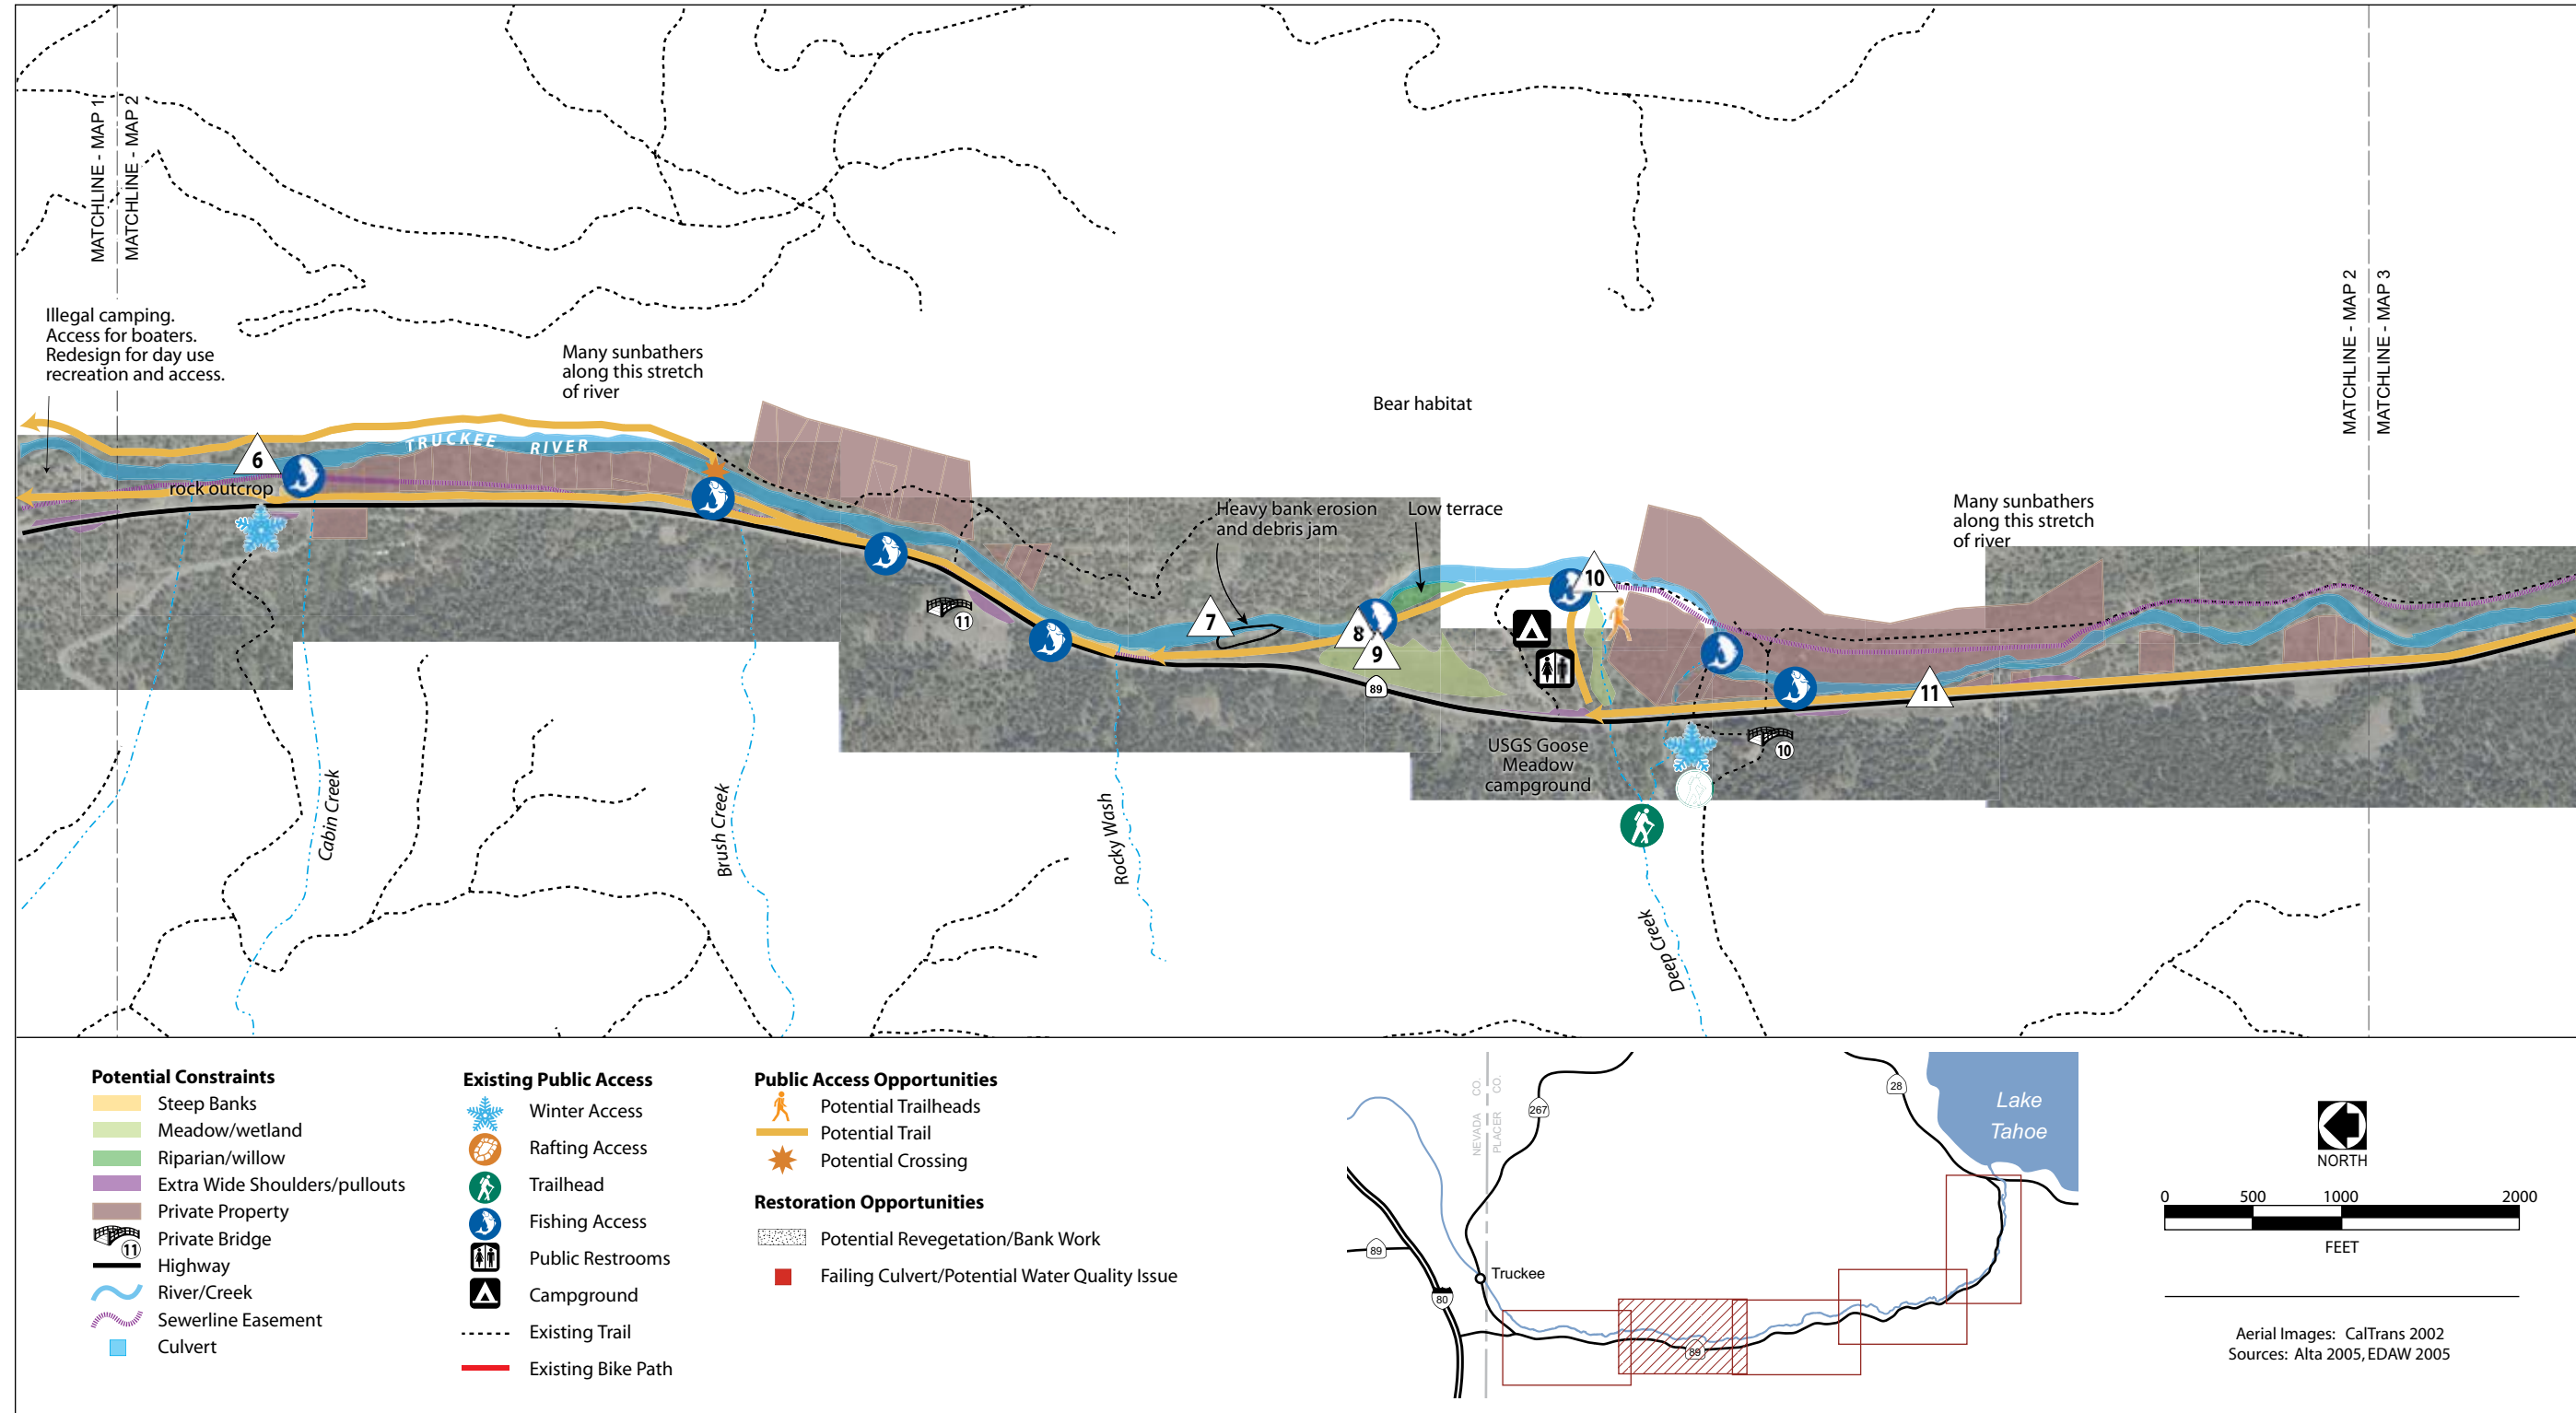 MATCHLINE - MAP 1
MATCHLINE - MAP 2
MATCHLINE - MAP 2
MATCHLINE - MAP 3
Illegal camping.
Access for boaters.
Redesign for day use
recreation and access.
Many sunbathers
along this stretch
of river
Bear habitat
Many sunbathers
along this stretch
of river
TRUCKEE RIVER
6
rock outcrop
Heavy bank erosion
and debris jam
Low terrace
7
8
9
10
11
11
89
10
USGS Goose
Meadow
campground
Cabin Creek
Brush Creek
Rocky Wash
Deep Creek
Potential Constraints
Steep Banks
Meadow/wetland
Riparian/willow
Extra Wide Shoulders/pullouts
Private Property
Private Bridge
11
Highway
River/Creek
Sewerline Easement
Culvert
Existing Public Access
Winter Access
Rafting Access
Trailhead
Fishing Access
Public Restrooms
Campground
Existing Trail
Existing Bike Path
Public Access Opportunities
Potential Trailheads
Potential Trail
Potential Crossing
Restoration Opportunities
Potential Revegetation/Bank Work
Failing Culvert/Potential Water Quality Issue
NEVADA CO.
PLACER CO.
267
28
Lake
Tahoe
89
80
Truckee
89
NORTH
0 500 1000 2000
FEET
Aerial Images: CalTrans 2002
Sources: Alta 2005, EDAW 2005